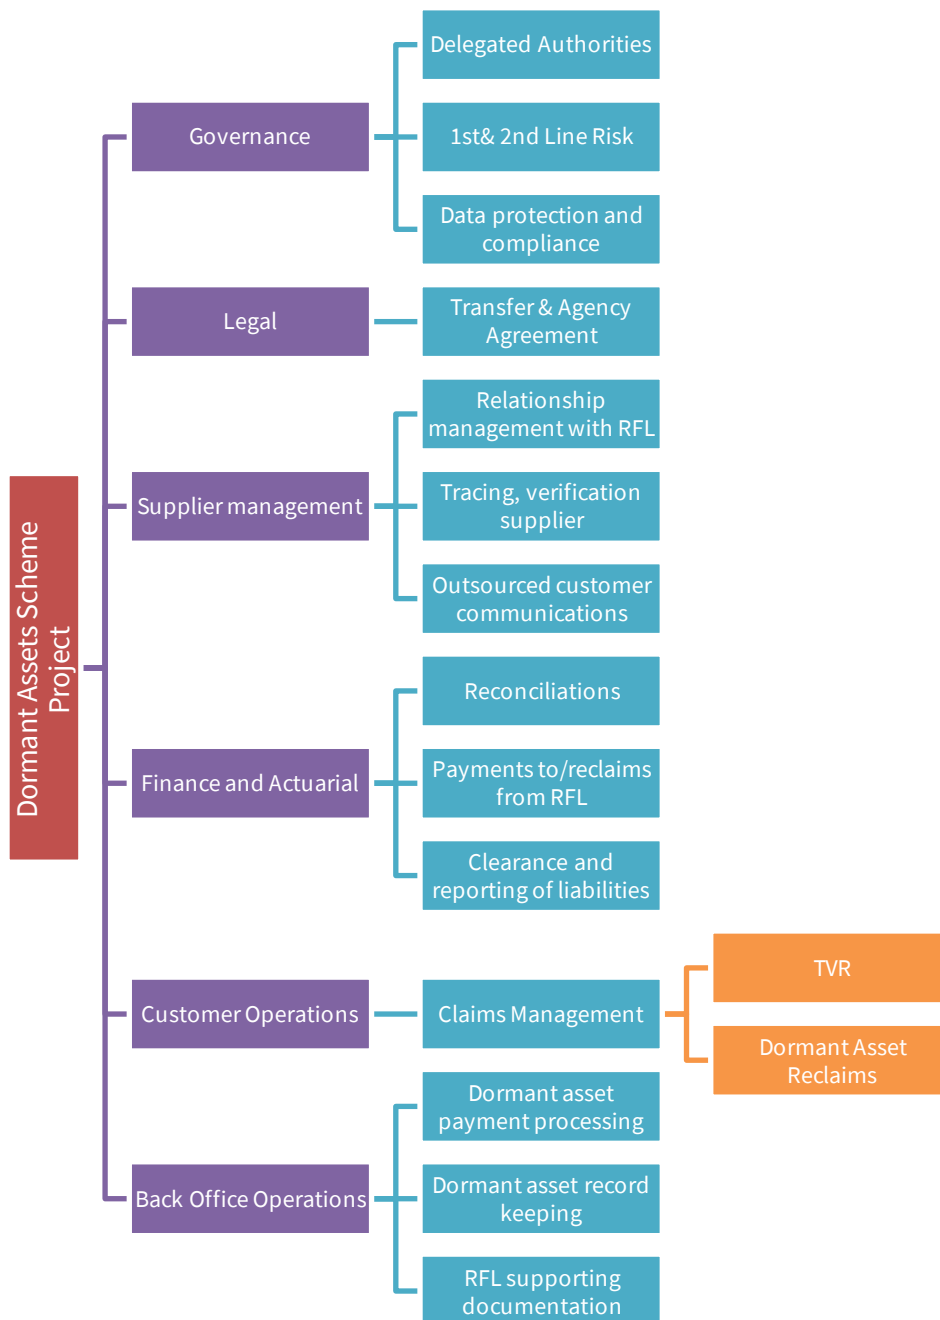 Dormant Assets Scheme
Project
Governance
Delegated Authorities
1st& 2nd Line Risk
Data protection and
compliance
Legal
Transfer & Agency
Agreement
Supplier management
Relationship
management with RFL
Tracing, verification
supplier
Outsourced customer
communications
Finance and Actuarial
Reconciliations
Payments to/reclaims
from RFL
Clearance and
reporting of liabilities
Customer Operations
Claims Management
TVR
Dormant Asset
Reclaims
Back Office Operations
Dormant asset
payment processing
Dormant asset record
keeping
RFL supporting
documentation